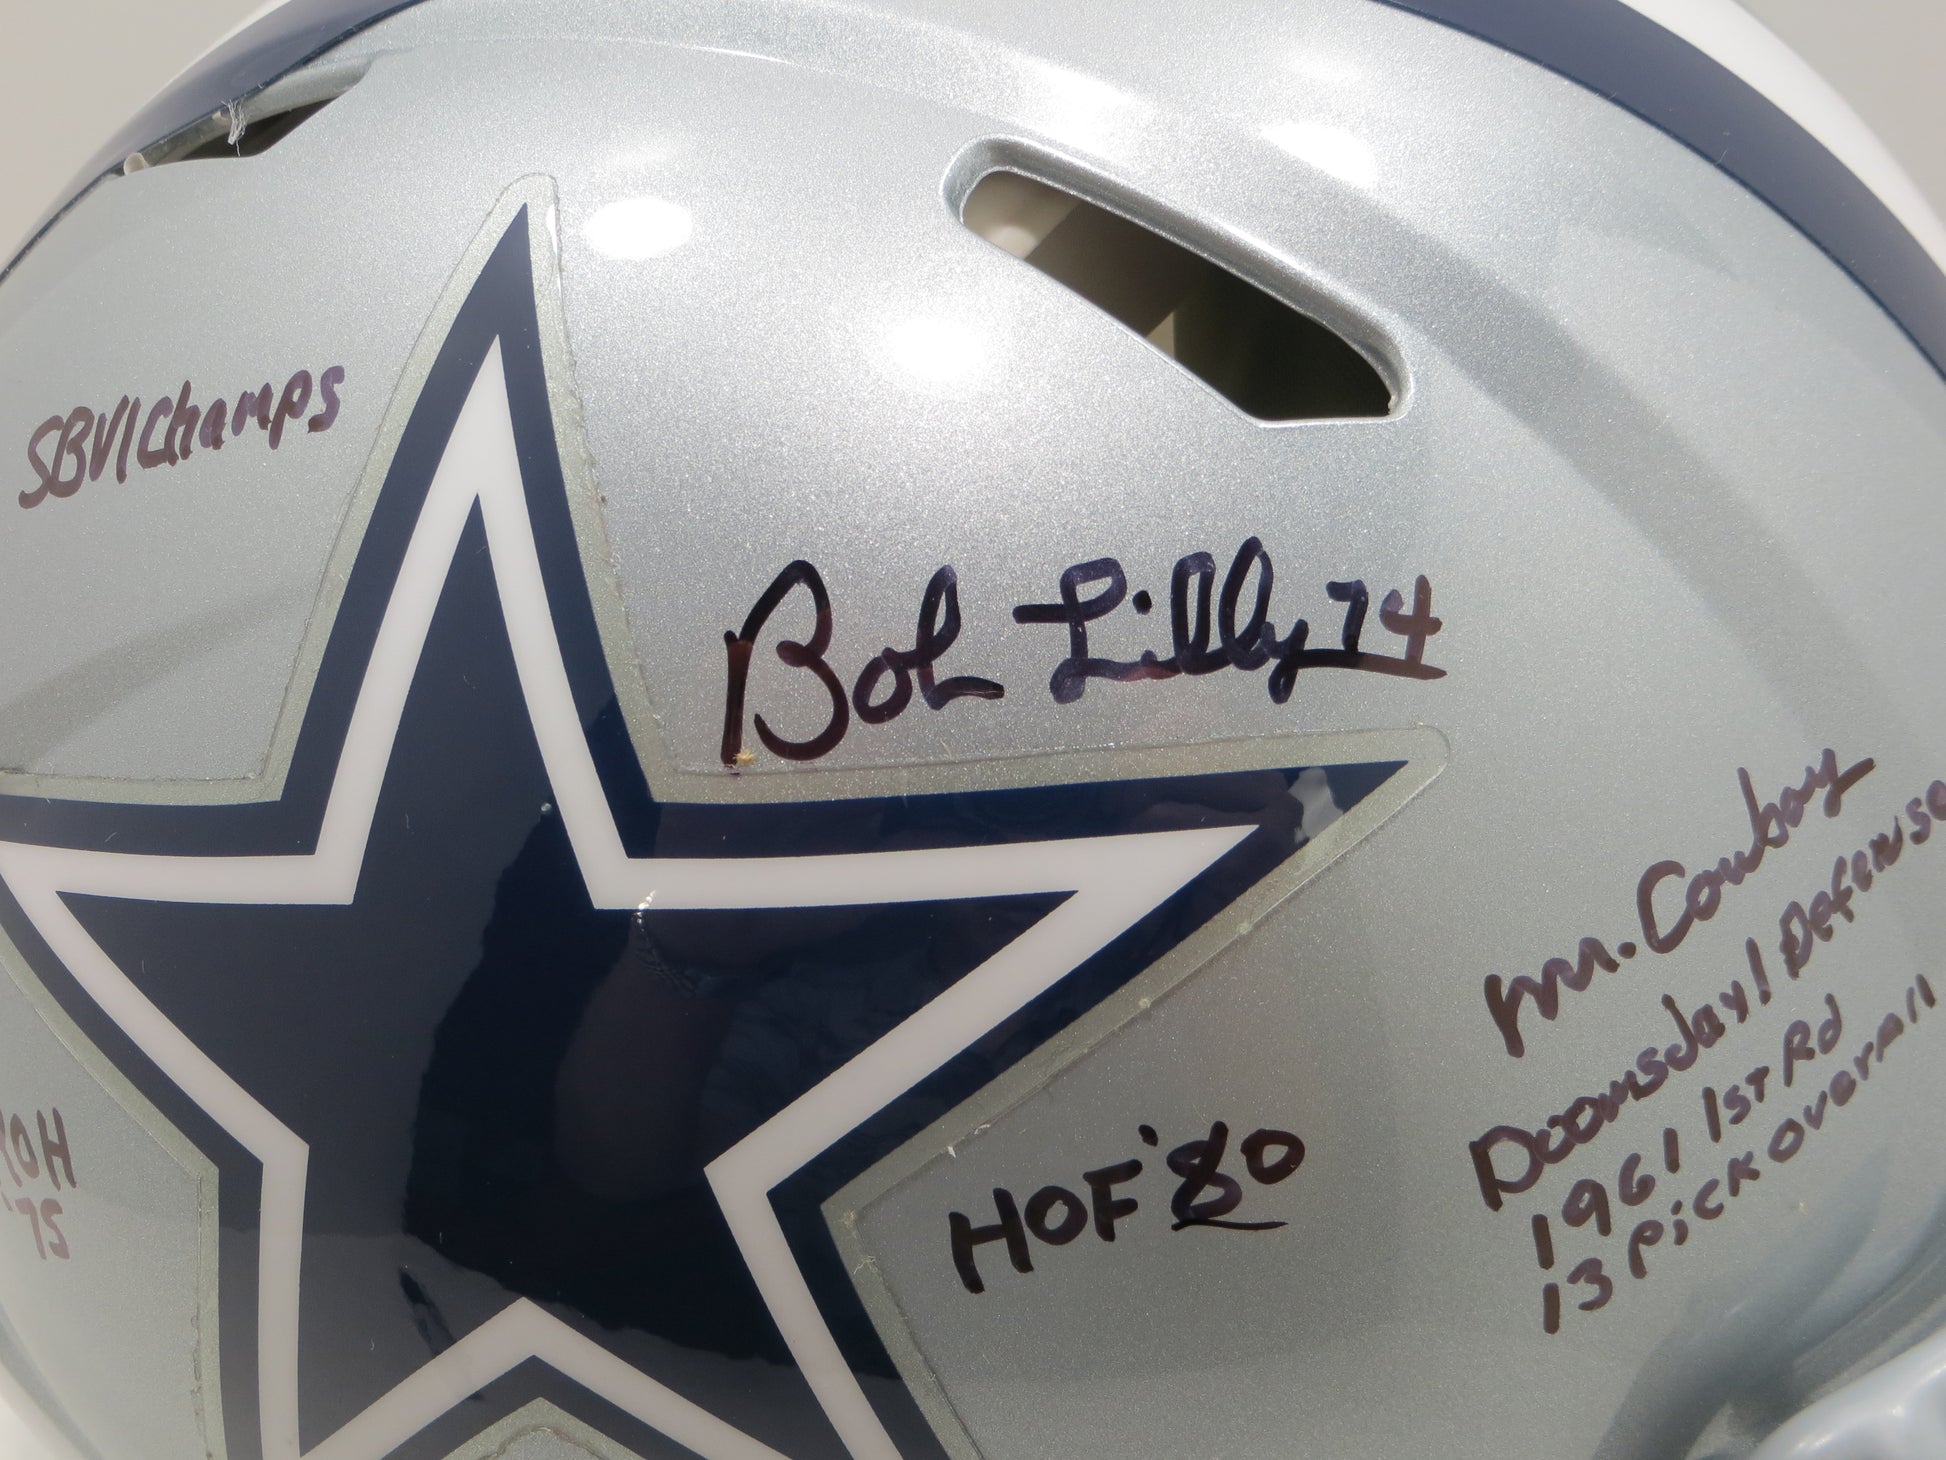 SBVI Champs
Bob Lilly 74
Mr. Cowboy
Doomsday I Defense
1961 1st Rd
13 Pick Overall
HOF '80
ROH
'75